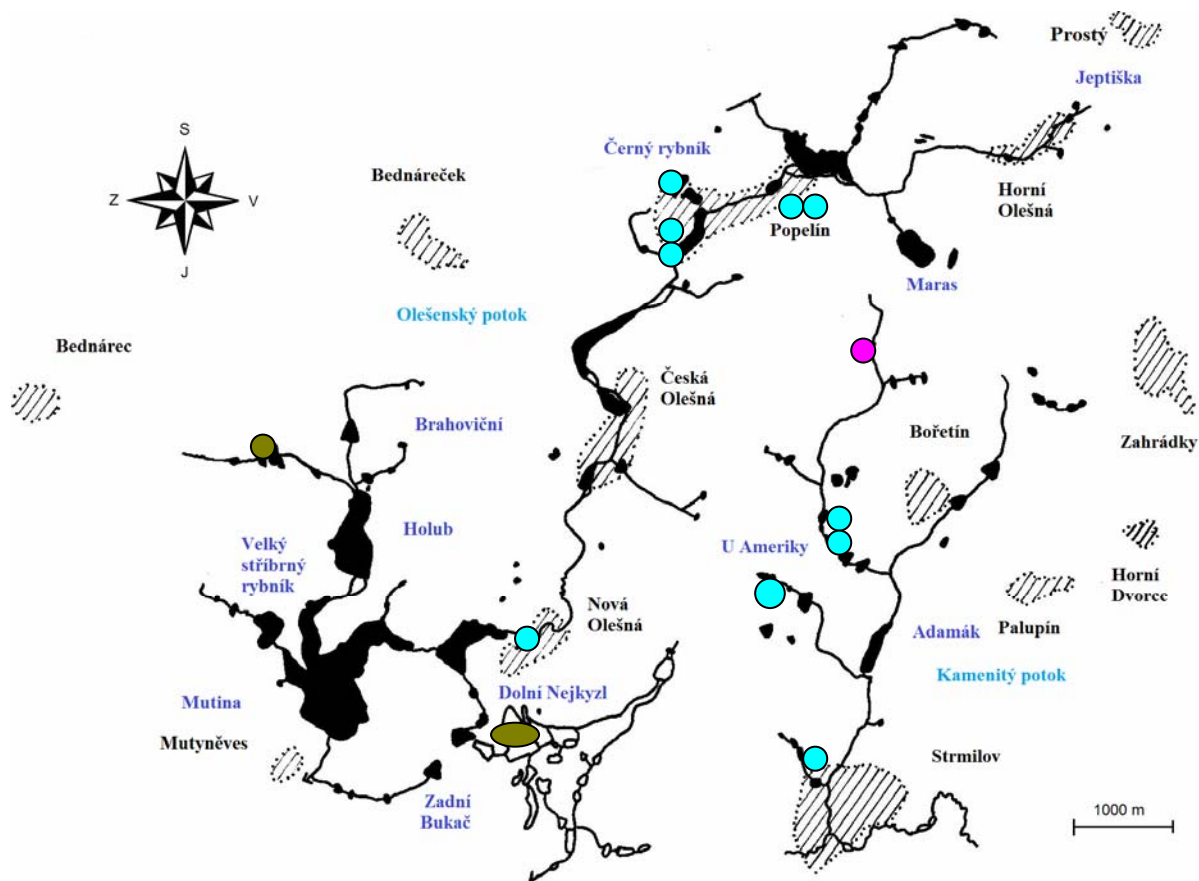 Prostý
Jeptiška
Černý rybník
Bednáreček
S
Z
V
J
Horní
Olešná
Popelín
Maras
Olešenský potok
Bednárec
Česká
Olešná
Brahoviční
Bořetín
Zahrádky
Holub
U Ameriky
Velký
stříbrný
rybník
Horní
Dvorce
Nová
Olešná
Adamák
Palupín
Kamenitý potok
Dolní Nejkyzl
Mutina
Mutyněves
Strmilov
Zadní
Bukač
1000 m